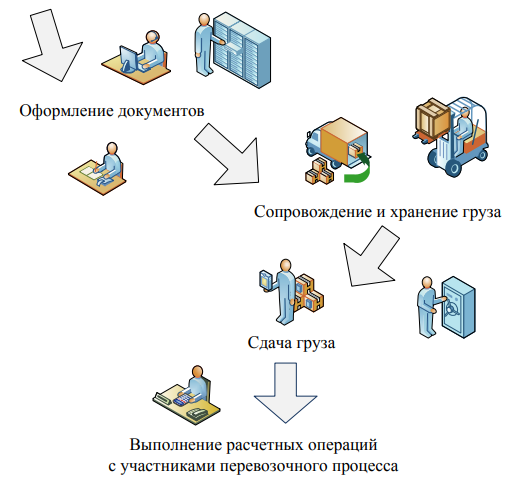 Оформление документов
Сопровождение и хранение груза
Сдача груза
Выполнение расчетных операций
с участниками перевозочного процесса